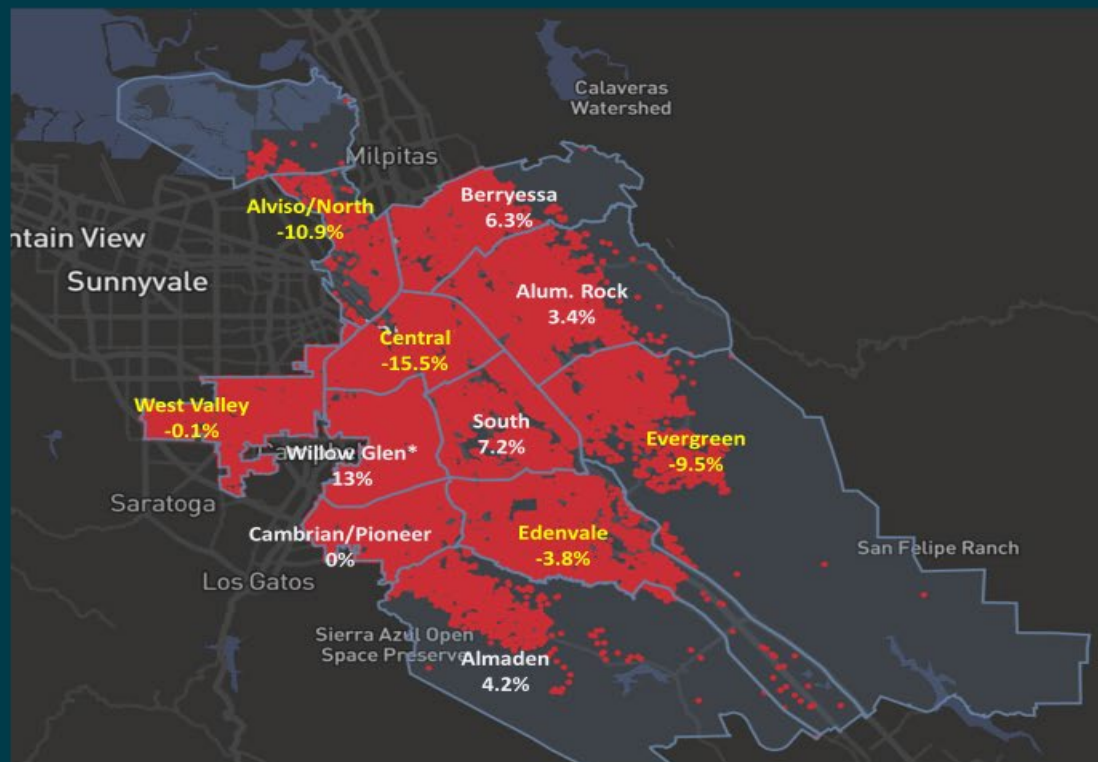 Calaveras
Watershed
Milpitas
Berryessa
6.3%
Alviso/North
-10.9%
ntain View
Sunnyvale
Alum. Rock
3.4%
Central
-15.5%
West Valley
-0.1%
South
7.2%
Evergreen
-9.5%
Willow Glen*
13%
Saratoga
Cambrian/Pioneer
0%
Edenvale
-3.8%
San Felipe Ranch
Los Gatos
Sierra Azul Open
Space Preserve
Almaden
4.2%